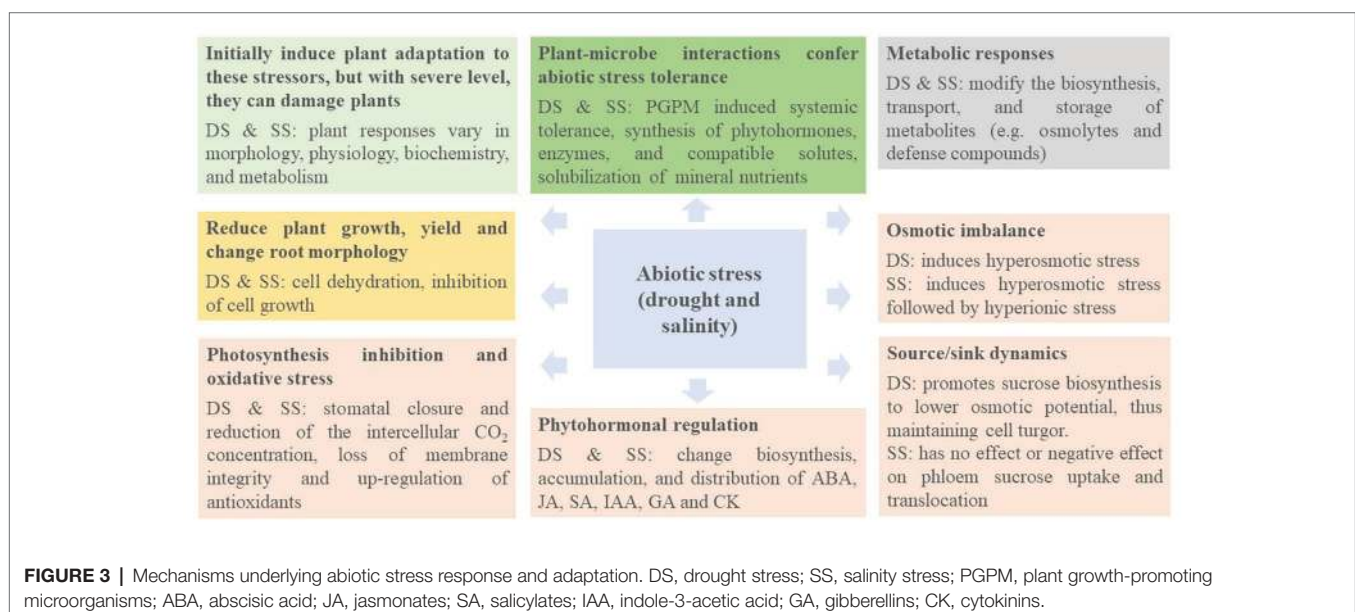 Initially induce plant adaptation to
these stressors, but with severe level,
they can damage plants
DS & SS: plant responses vary in
morphology, physiology, biochemistry,
and metabolism
Plant-microbe interactions confer
abiotic stress tolerance
DS & SS: PGPM induced systemic
tolerance, synthesis of phytohormones,
enzymes, and compatible solutes,
solubilization of mineral nutrients
Metabolic responses
DS & SS: modify the biosynthesis,
transport, and storage of
metabolites (e.g. osmolytes and
defense compounds)
Reduce plant growth, yield and
change root morphology
DS & SS: cell dehydration, inhibition
of cell growth
Abiotic stress
(drought and
salinity)
Osmotic imbalance
DS: induces hyperosmotic stress
SS: induces hyperosmotic stress
followed by hyperionic stress
Photosynthesis inhibition and
oxidative stress
DS & SS: stomatal closure and
reduction of the intercellular CO₂
concentration, loss of membrane
integrity and up-regulation of
antioxidants
Phytohormonal regulation
DS & SS: change biosynthesis,
accumulation, and distribution of ABA,
JA, SA, IAA, GA and CK
Source/sink dynamics
DS: promotes sucrose biosynthesis
to lower osmotic potential, thus
maintaining cell turgor.
SS: has no effect or negative effect
on phloem sucrose uptake and
translocation
FIGURE 3 | Mechanisms underlying abiotic stress response and adaptation. DS, drought stress; SS, salinity stress; PGPM, plant growth-promoting
microorganisms; ABA, abscisic acid; JA, jasmonates; SA, salicylates; IAA, indole-3-acetic acid; GA, gibberellins; CK, cytokinins.